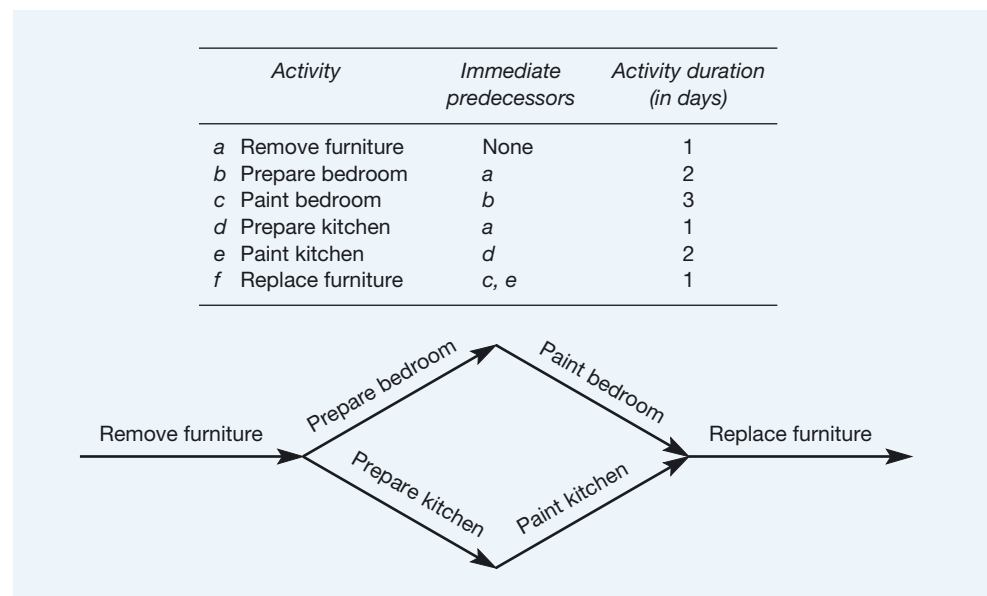 Activity Immediate predecessors Activity duration (in days)
a Remove furniture None 1
b Prepare bedroom a 2
c Paint bedroom b 3
d Prepare kitchen a 1
e Paint kitchen d 2
f Replace furniture c, e 1
Remove furniture
Prepare bedroom
Paint bedroom
Prepare kitchen
Paint kitchen
Replace furniture